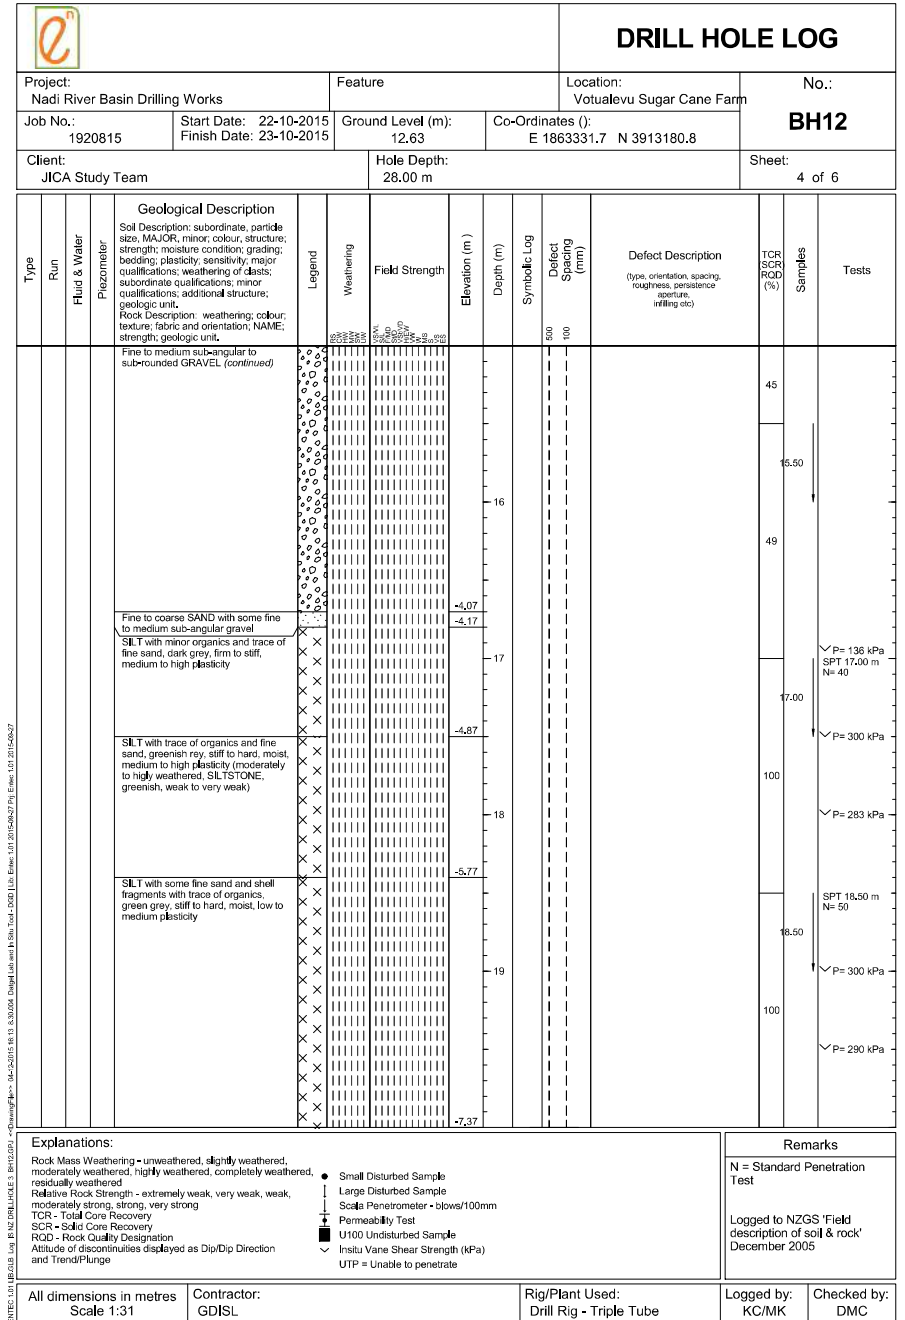 DRILL HOLE LOG
Project:
Nadi River Basin Drilling Works
Feature
Location:
Votualevu Sugar Cane Farm
No.:
BH12
Job No.:
1920815
Start Date: 22-10-2015
Finish Date: 23-10-2015
Ground Level (m):
12.63
Co-Ordinates ():
E 1863331.7 N 3913180.8
Client:
JICA Study Team
Hole Depth:
28.00 m
Sheet:
4 of 6
Type
Run
Fluid & Water
Piezometer
Geological Description
Soil Description: subordinate, particle
size, MAJOR, minor; colour, structure;
strength; moisture condition; grading;
bedding; plasticity; sensitivity; major
qualifications; weathering of clasts;
subordinate qualifications; minor
qualifications; additional structure;
geologic unit.
Rock Description: weathering; colour;
texture; fabric and orientation; NAME;
strength; geologic unit.
Legend
Weathering
Field Strength
Elevation (m)
Depth (m)
Symbolic Log
Defect
Spacing
(mm)
500
100
Defect Description
(type, orientation, spacing,
roughness, persistence
aperture,
infilling etc)
TCR
(SCR)
RQD
(%)
Samples
Tests
Fine to medium sub-angular to
sub-rounded GRAVEL (continued)
45
15.50
16
49
-4.07
Fine to coarse SAND with some fine
to medium sub-angular gravel
-4.17
SILT with minor organics and trace of
fine sand, dark grey, firm to stiff,
medium to high plasticity
17
P= 136 kPa
SPT 17.00 m
N= 40
17.00
-4.87
P= 300 kPa
SILT with trace of organics and fine
sand, greenish rey, stiff to hard, moist,
medium to high plasticity (moderately
to higly weathered, SILTSTONE,
greenish, weak to very weak)
100
18
P= 283 kPa
-5.77
SILT with some fine sand and shell
fragments with trace of organics,
green grey, stiff to hard, moist, low to
medium plasticity
SPT 18.50 m
N= 50
18.50
19
P= 300 kPa
100
P= 290 kPa
-7.37
Explanations:
Rock Mass Weathering - unweathered, slightly weathered,
moderately weathered, highly weathered, completely weathered,
residually weathered
Relative Rock Strength - extremely weak, very weak, weak,
moderately strong, strong, very strong
TCR - Total Core Recovery
SCR - Solid Core Recovery
RQD - Rock Quality Designation
Attitude of discontinuities displayed as Dip/Dip Direction
and Trend/Plunge
Small Disturbed Sample
Large Disturbed Sample
Scala Penetrometer - blows/100mm
Permeability Test
U100 Undisturbed Sample
Insitu Vane Shear Strength (kPa)
UTP = Unable to penetrate
Remarks
N = Standard Penetration
Test
Logged to NZGS 'Field
description of soil & rock'
December 2005
All dimensions in metres
Scale 1:31
Contractor:
GDISL
Rig/Plant Used:
Drill Rig - Triple Tube
Logged by:
KC/MK
Checked by:
DMC